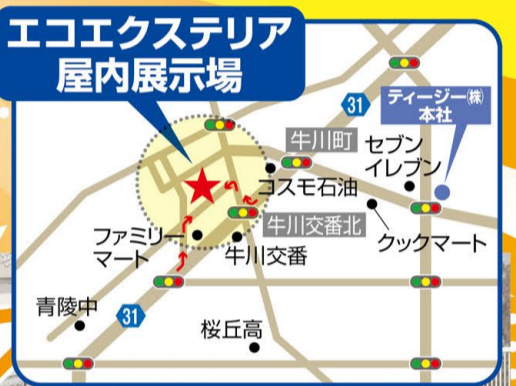 エコエクステリア
屋内展示場
31
ティージー㈱
本社
牛川町
セブン
イレブン
コスモ石油
牛川交番北
クックマート
ファミリー
マート
牛川交番
青陵中
31
桜丘高